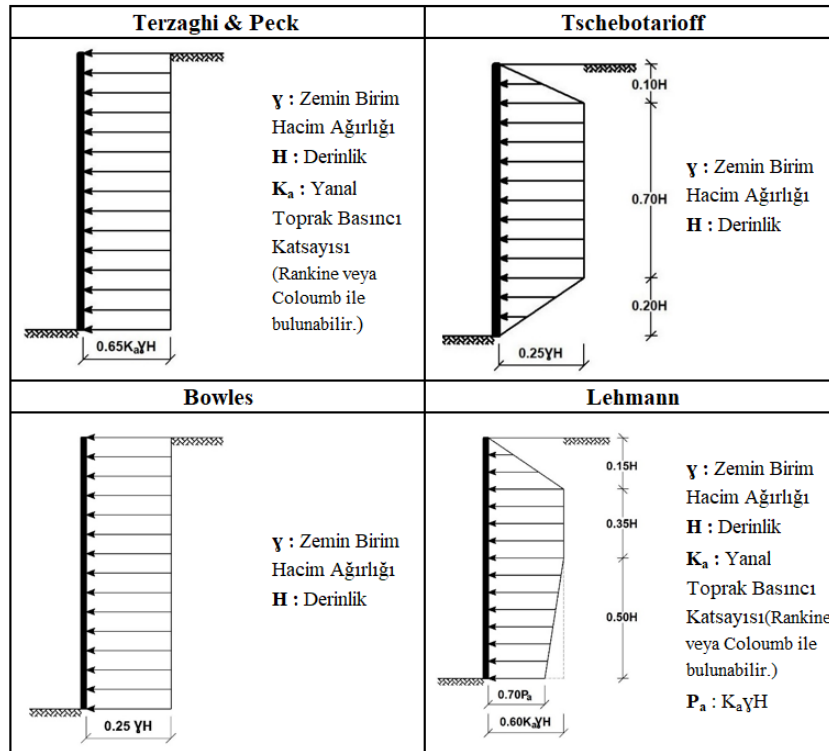 Terzaghi & Peck
0.65KaɣH
ɣ : Zemin Birim
Hacim Ağırlığı
H : Derinlik
Ka : Yanal
Toprak Basıncı
Katsayısı
(Rankine veya
Coloumb ile
bulunabilir.)
Tschebotarioff
0.10H
0.70H
0.20H
0.25ɣH
ɣ : Zemin Birim
Hacim Ağırlığı
H : Derinlik
Bowles
0.25 ɣH
ɣ : Zemin Birim
Hacim Ağırlığı
H : Derinlik
Lehmann
0.15H
0.35H
0.50H
0.70Pa
0.60KaɣH
ɣ : Zemin Birim
Hacim Ağırlığı
H : Derinlik
Ka : Yanal
Toprak Basıncı
Katsayısı(Rankine
veya Coloumb ile
bulunabilir.)
Pa : KaɣH